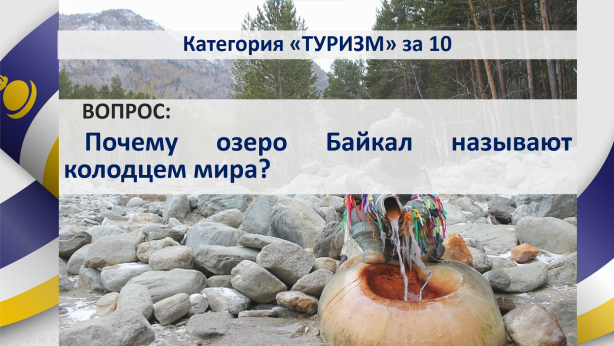 Категория «ТУРИЗМ» за 10
ВОПРОС:
Почему озеро Байкал называют
колодцем мира?